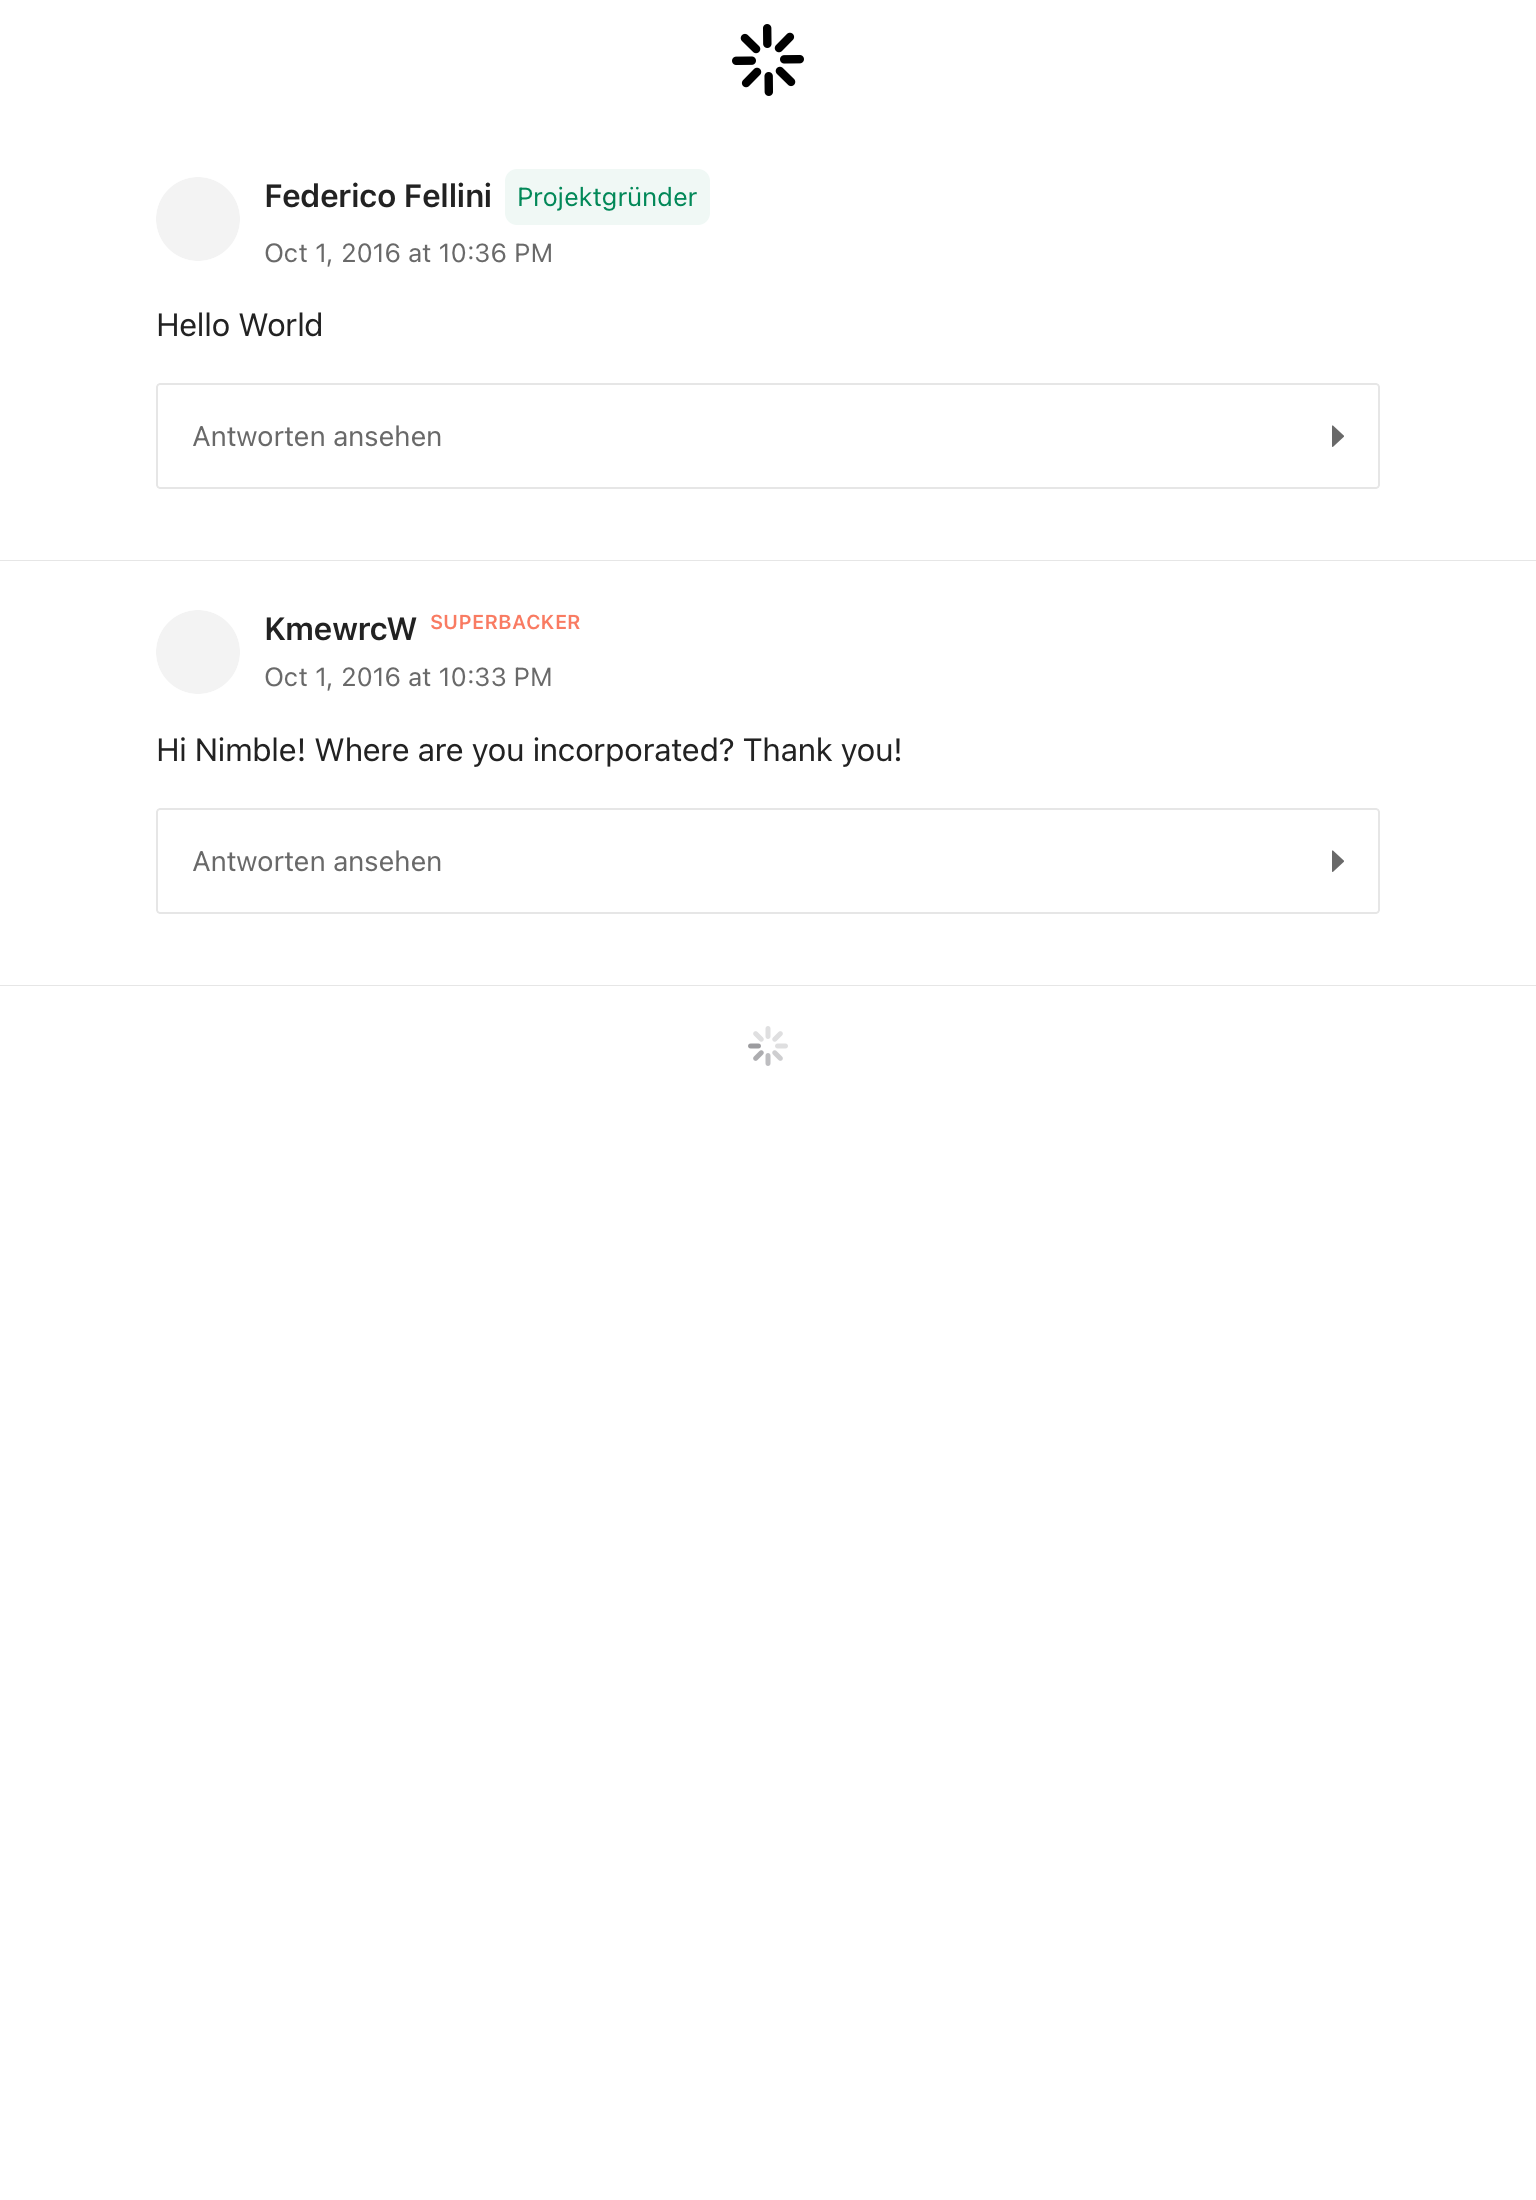 Federico Fellini Projektgründer
Oct 1, 2016 at 10:36 PM
Hello World
Antworten ansehen
KmewrcW SUPERBACKER
Oct 1, 2016 at 10:33 PM
Hi Nimble! Where are you incorporated? Thank you!
Antworten ansehen